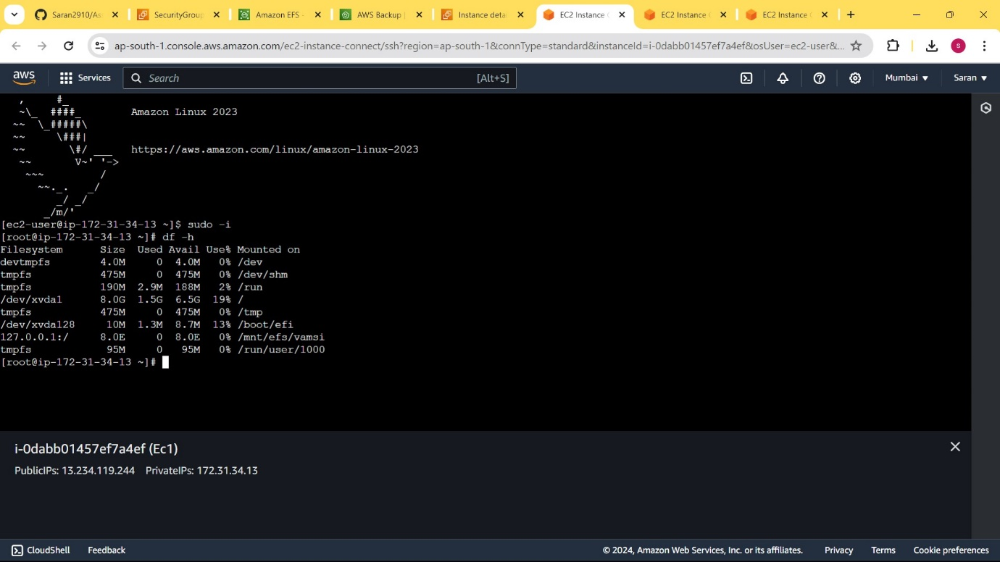 Saran2910/As
SecurityGroup
Amazon EFS
AWS Backup
Instance detai
EC2 Instance
EC2 Instance
EC2 Instance
ap-south-1.console.aws.amazon.com/ec2-instance-connect/ssh?region=ap-south-1&connType=standard&instanceId=i-0dabb01457ef7a4ef&osUser=ec2-user&...
S
aws
Services
Search
[Alt+S]
Mumbai
Saran
   ,     #_
   ~\_  ####_        Amazon Linux 2023
  ~~  \_#####\
  ~~     \###|
  ~~       \#/ ___   https://aws.amazon.com/linux/amazon-linux-2023
   ~~       V~' '->
    ~~~         /
      ~~._.   _/
         _/ _/
       _/m/'
[ec2-user@ip-172-31-34-13 ~]$ sudo -i
[root@ip-172-31-34-13 ~]# df -h
Filesystem      Size  Used Avail Use% Mounted on
devtmpfs        4.0M     0  4.0M   0% /dev
tmpfs           475M     0  475M   0% /dev/shm
tmpfs           190M  2.9M  188M   2% /run
/dev/xvda1      8.0G  1.5G  6.5G  19% /
tmpfs           475M     0  475M   0% /tmp
/dev/xvda128     10M  1.3M  8.7M  13% /boot/efi
127.0.0.1:/     8.0E     0  8.0E   0% /mnt/efs/vamsi
tmpfs            95M     0   95M   0% /run/user/1000
[root@ip-172-31-34-13 ~]#
i-0dabb01457ef7a4ef (Ec1)
PublicIPs: 13.234.119.244 PrivateIPs: 172.31.34.13
CloudShell
Feedback
© 2024, Amazon Web Services, Inc. or its affiliates.
Privacy
Terms
Cookie preferences